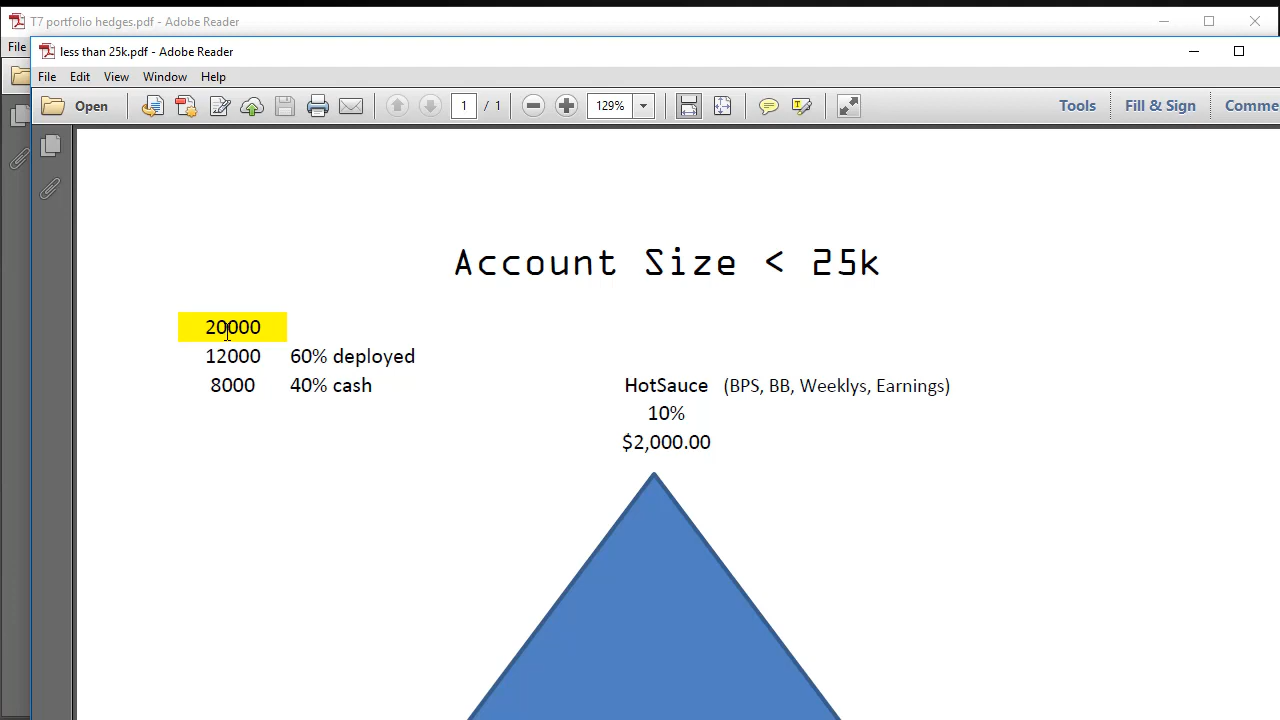 T7 portfolio hedges.pdf - Adobe Reader
File
less than 25k.pdf - Adobe Reader
File Edit View Window Help
Open 1 / 1 129% Tools Fill & Sign Comme
Account Size < 25k
20000
12000 60% deployed
8000 40% cash
HotSauce (BPS, BB, Weeklys, Earnings)
10%
$2,000.00